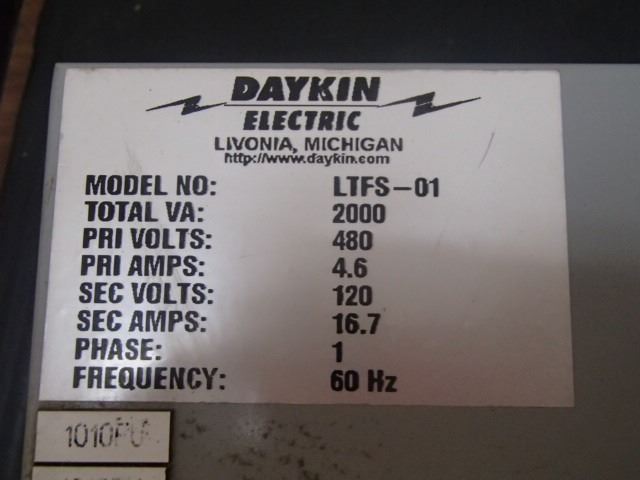 DAYKIN
ELECTRIC
LIVONIA, MICHIGAN
http://www.daykin.com
MODEL NO: LTFS-01
TOTAL VA: 2000
PRI VOLTS: 480
PRI AMPS: 4.6
SEC VOLTS: 120
SEC AMPS: 16.7
PHASE: 1
FREQUENCY: 60 Hz